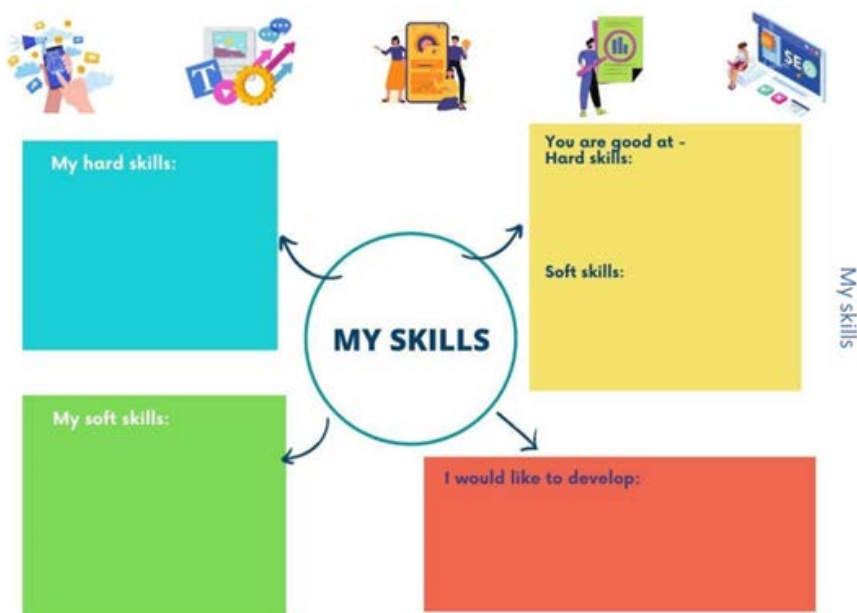 T
SEO
My hard skills:
You are good at -
Hard skills:
Soft skills:
MY SKILLS
My skills
My soft skills:
I would like to develop: